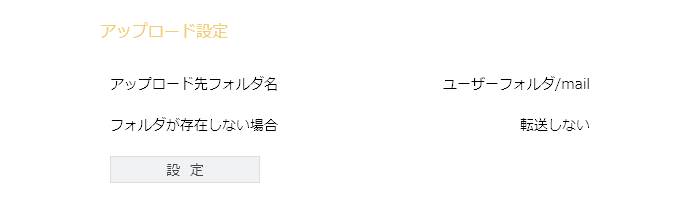 アップロード設定
アップロード先フォルダ名 ユーザーフォルダ/mail
フォルダが存在しない場合 転送しない
設 定